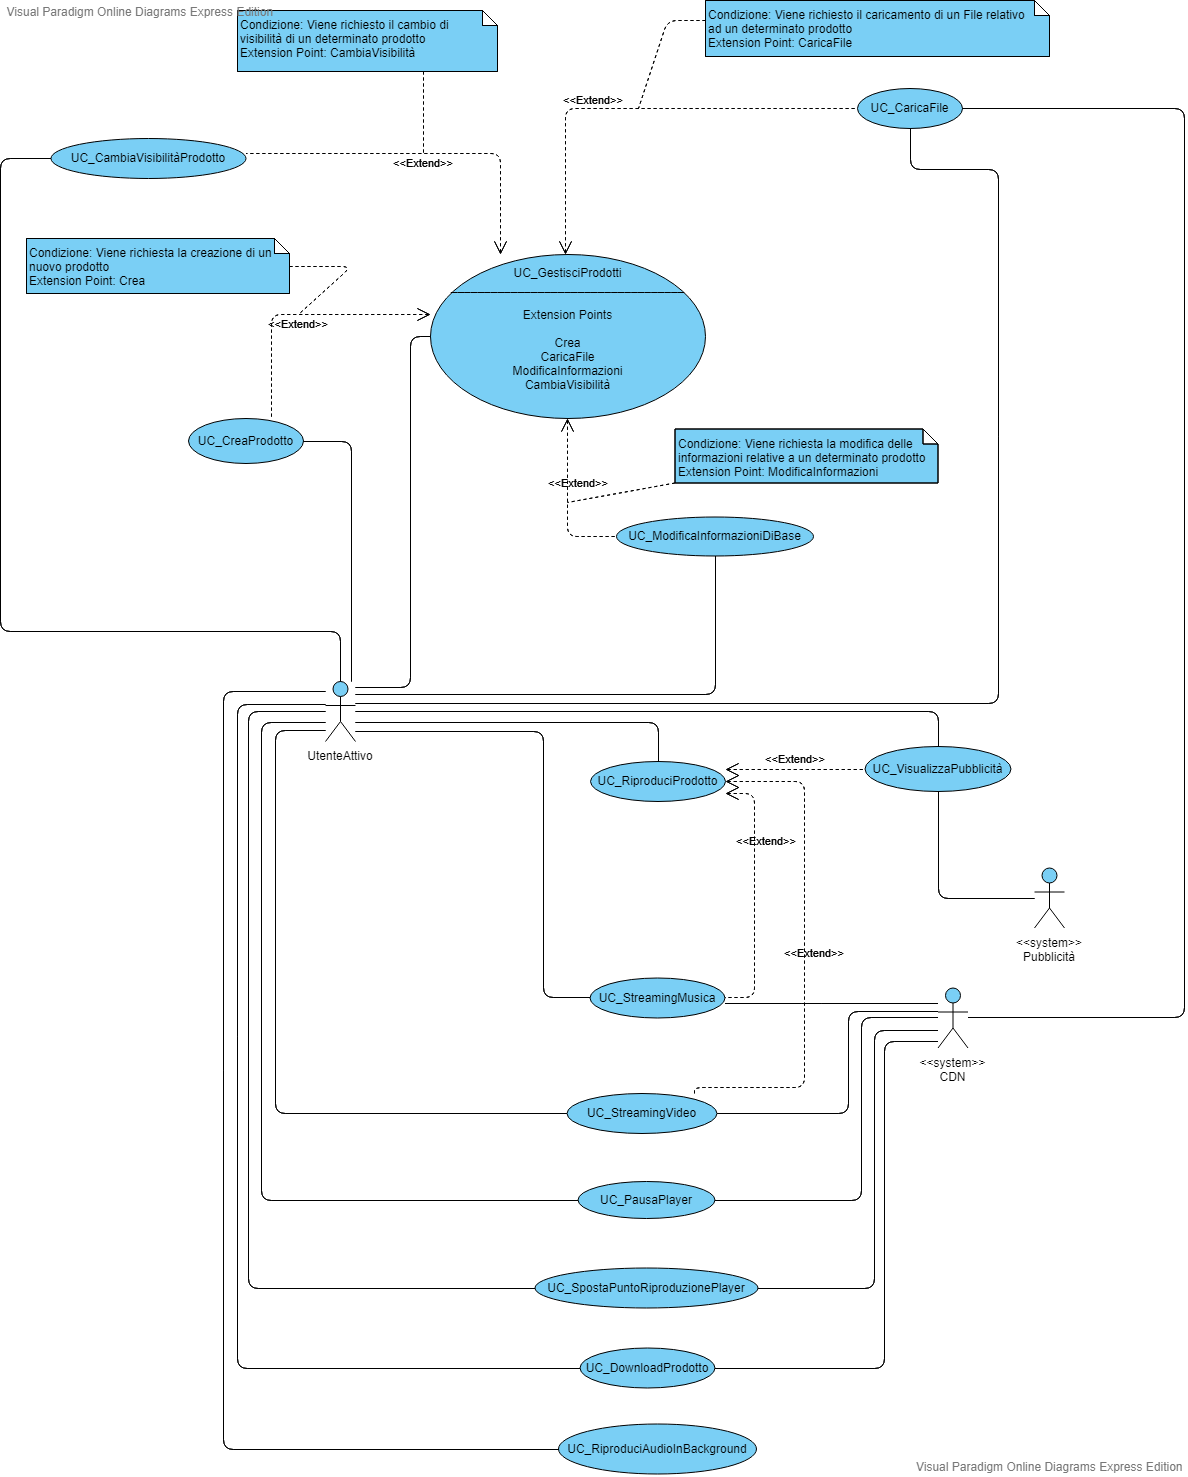 Visual Paradigm Online Diagrams Express Edition
Condizione: Viene richiesto il cambio di
visibilità di un determinato prodotto
Extension Point: CambiaVisibilità
Condizione: Viene richiesto il caricamento di un File relativo
ad un determinato prodotto
Extension Point: CaricaFile
<<Extend>>
UC_CaricaFile
UC_CambiaVisibilitàProdotto
<<Extend>>
Condizione: Viene richiesta la creazione di un
nuovo prodotto
Extension Point: Crea
<<Extend>>
UC_GestisciProdotti
Extension Points
Crea
CaricaFile
ModificaInformazioni
CambiaVisibilità
UC_CreaProdotto
Condizione: Viene richiesta la modifica delle
informazioni relative a un determinato prodotto
Extension Point: ModificaInformazioni
<<Extend>>
UC_ModificaInformazioniDiBase
UtenteAttivo
<<Extend>>
UC_RiproduciProdotto
UC_VisualizzaPubblicità
<<Extend>>
<<system>>
Pubblicità
<<Extend>>
UC_StreamingMusica
<<system>>
CDN
UC_StreamingVideo
UC_PausaPlayer
UC_SpostaPuntoRiproduzionePlayer
UC_DownloadProdotto
UC_RiproduciAudioInBackground
Visual Paradigm Online Diagrams Express Edition